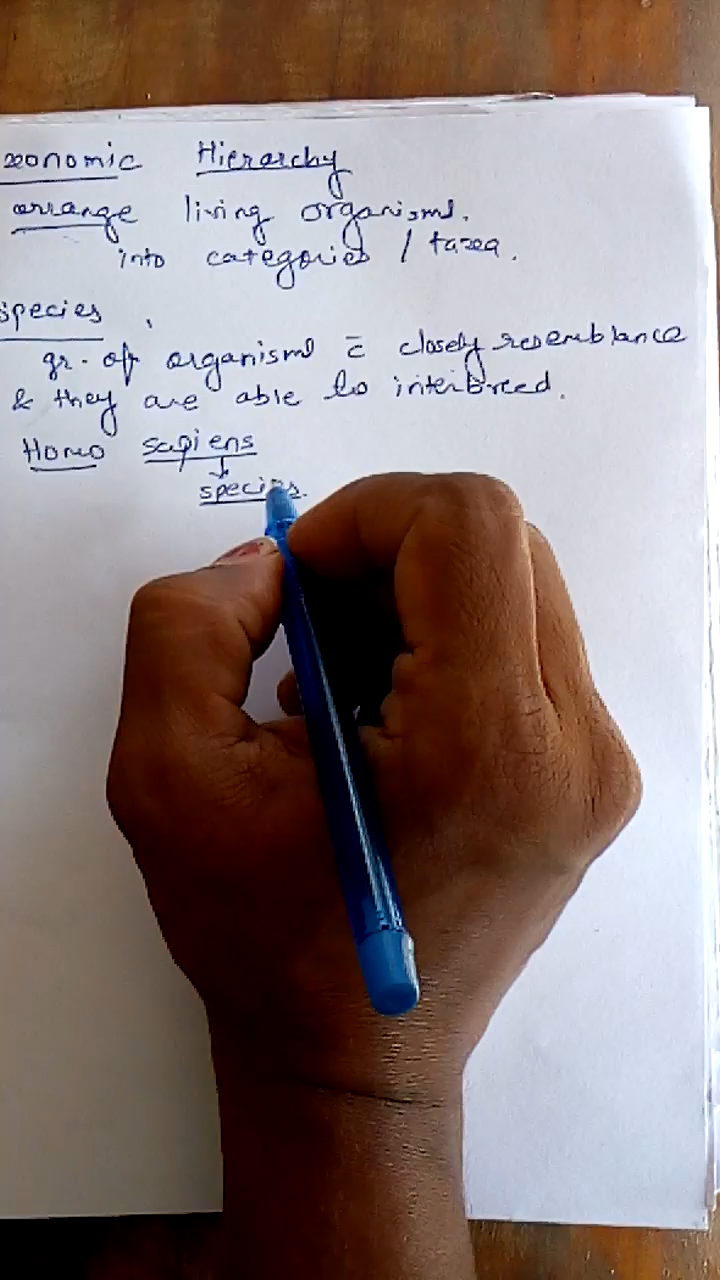 xonomic Hierarchy
arrange living organisms.
into categories / taxea.
species
gr. of organisms c̄ closely resemblance
& they are able to interbreed.
Homo sapiens
↓
species.